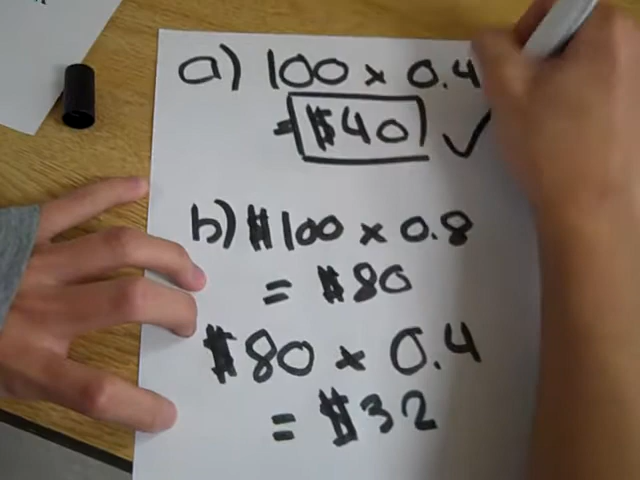 a) 100 x 0.4
= $40 ✓
b) $100 x 0.8
= $80
$80 x 0.4
= $32